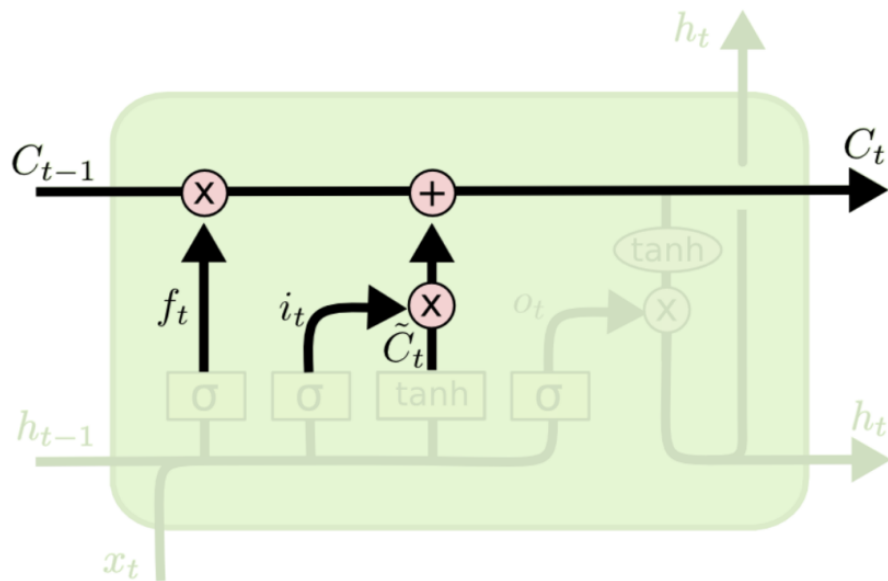 h_t
C_{t-1}
C_t
x
+
tanh
f_t
i_t
x
o_t
x
C̃_t
σ
σ
tanh
σ
h_{t-1}
h_t
x_t